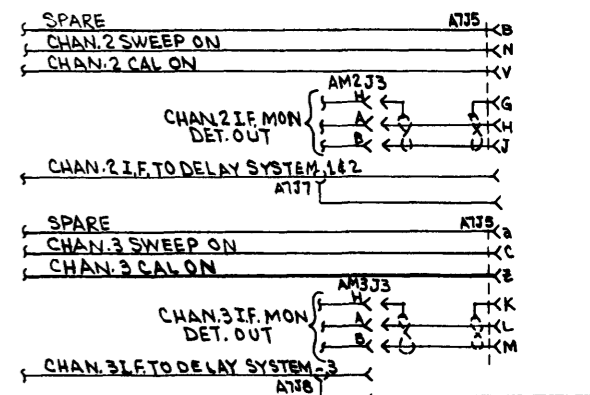 SPARE A7J5 B
CHAN.2 SWEEP ON N
CHAN.2 CAL ON V
AM2J3
H G
CHAN.2 I.F. MON A H
DET. OUT B J
CHAN.2 I.F. TO DELAY SYSTEM, 1&2
A7J7
SPARE A7J5 a
CHAN.3 SWEEP ON C
CHAN.3 CAL ON Z
AM3J3
H K
CHAN.3 I.F. MON A L
DET. OUT B M
CHAN.3 I.F. TO DELAY SYSTEM-3
A7J8